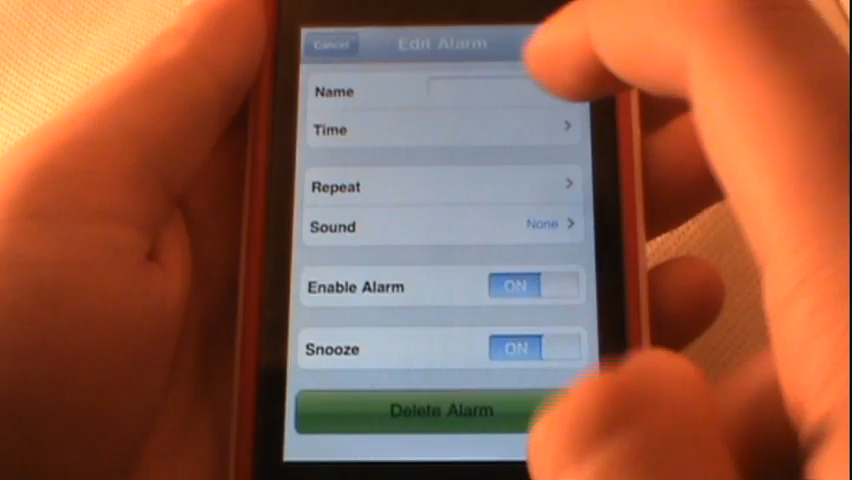 Cancel Edit Alarm
Name
Time
Repeat
Sound None
Enable Alarm ON
Snooze ON
Delete Alarm